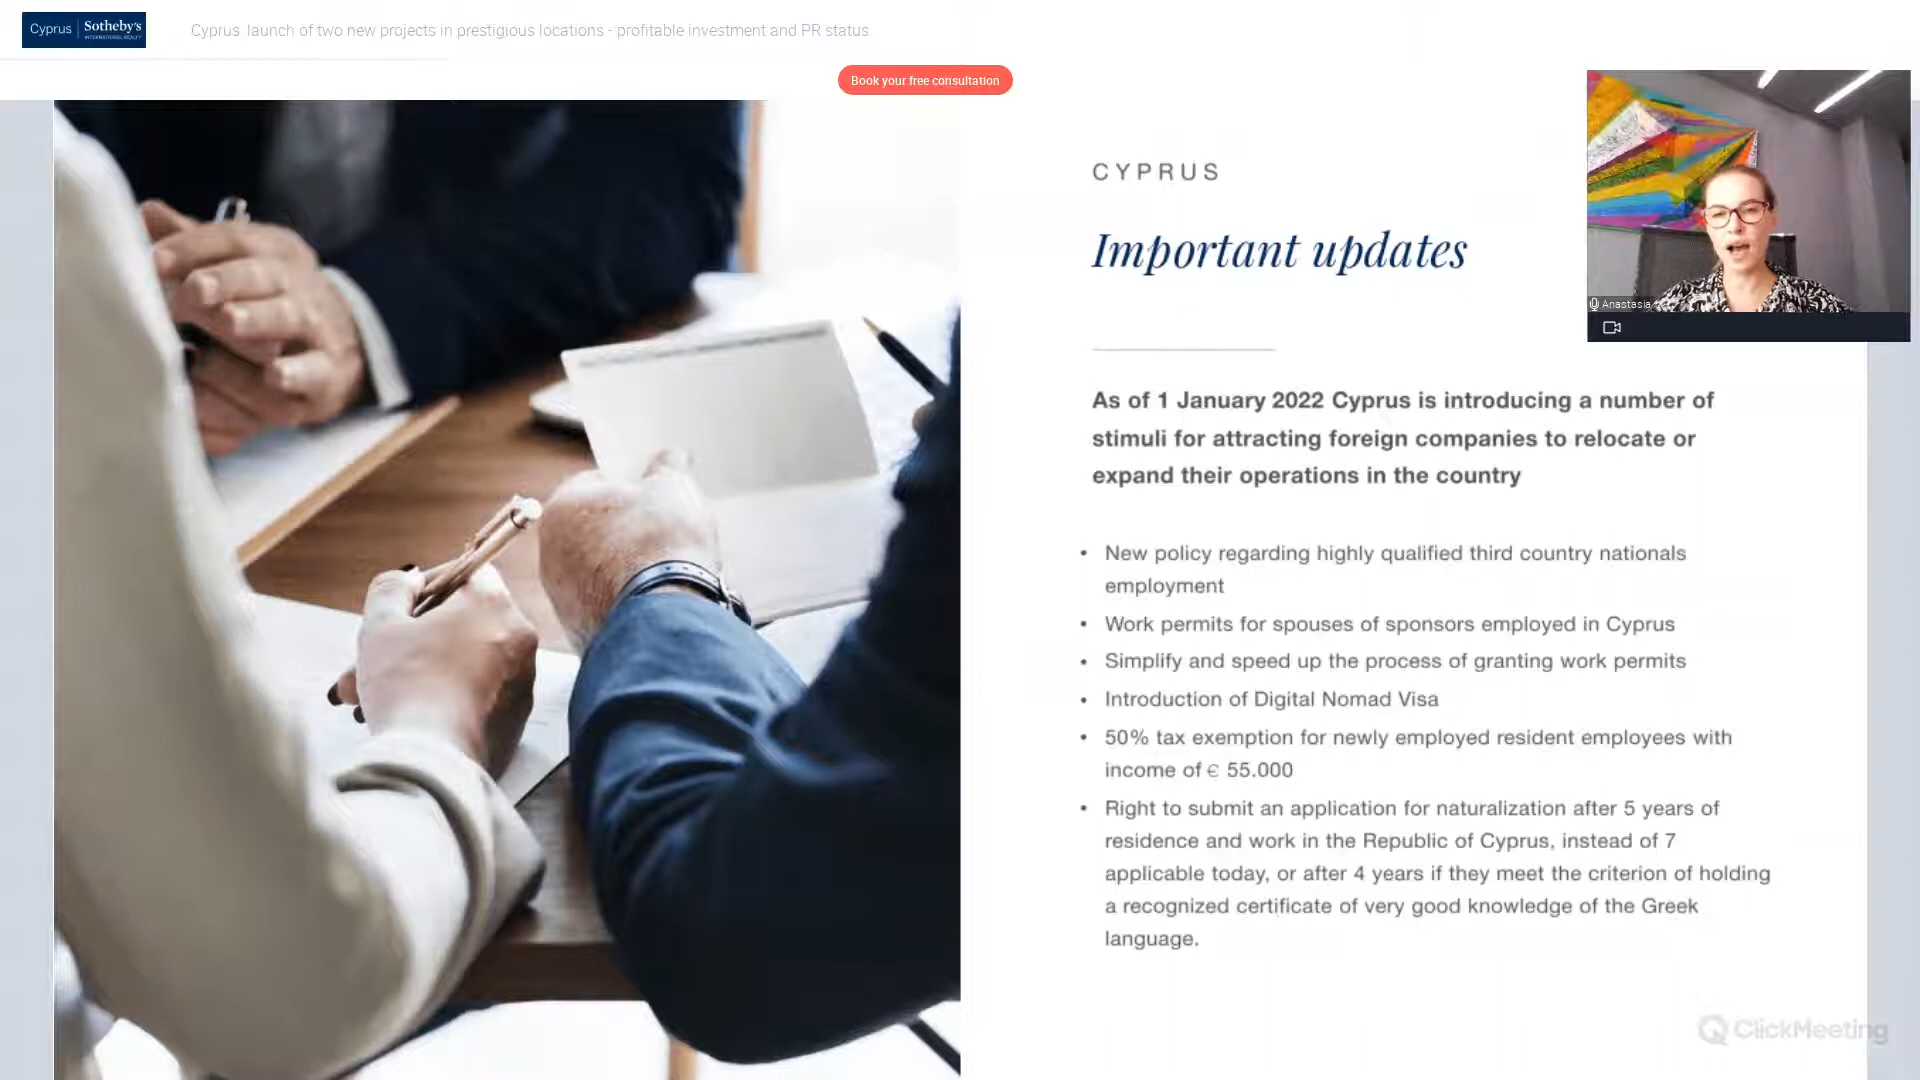 Cyprus | Sotheby's
INTERNATIONAL REALTY
Cyprus launch of two new projects in prestigious locations - profitable investment and PR status
Book your free consultation
Anastasia
CYPRUS
Important updates
As of 1 January 2022 Cyprus is introducing a number of
stimuli for attracting foreign companies to relocate or
expand their operations in the country
• New policy regarding highly qualified third country nationals
employment
• Work permits for spouses of sponsors employed in Cyprus
• Simplify and speed up the process of granting work permits
• Introduction of Digital Nomad Visa
• 50% tax exemption for newly employed resident employees with
income of € 55.000
• Right to submit an application for naturalization after 5 years of
residence and work in the Republic of Cyprus, instead of 7
applicable today, or after 4 years if they meet the criterion of holding
a recognized certificate of very good knowledge of the Greek
language.
ClickMeeting